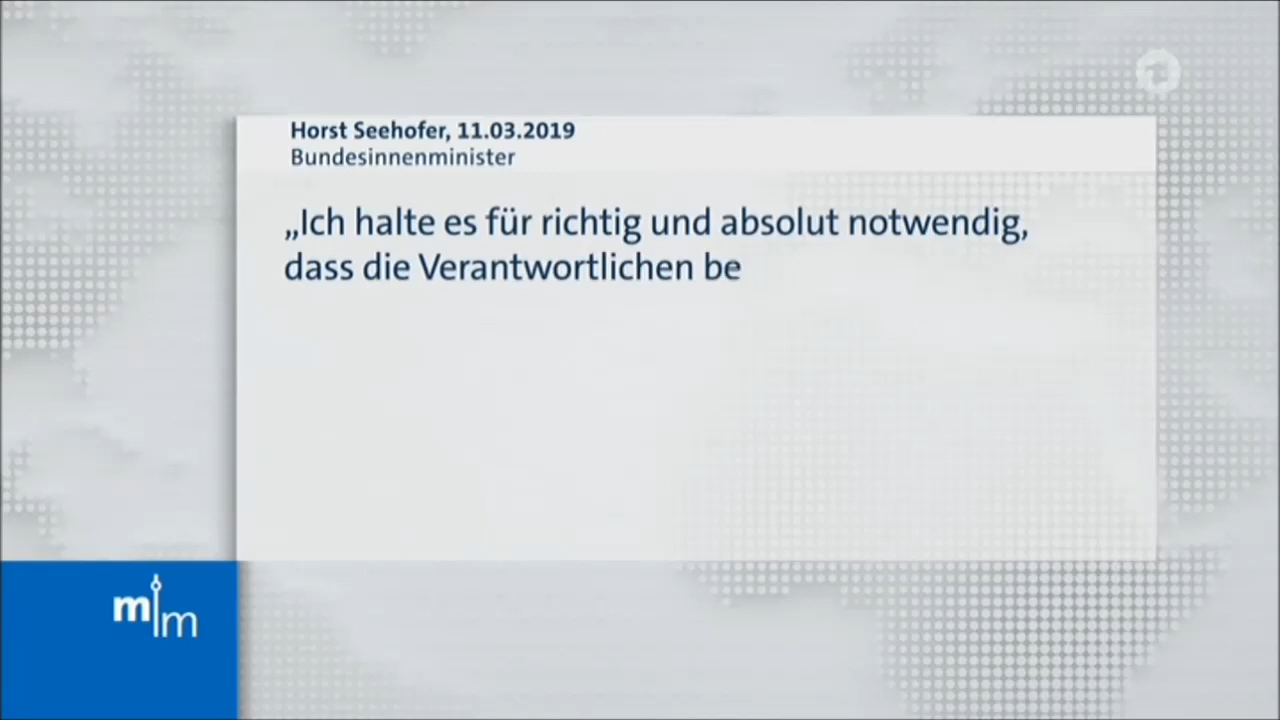 Horst Seehofer, 11.03.2019
Bundesinnenminister
„Ich halte es für richtig und absolut notwendig,
dass die Verantwortlichen be
m m